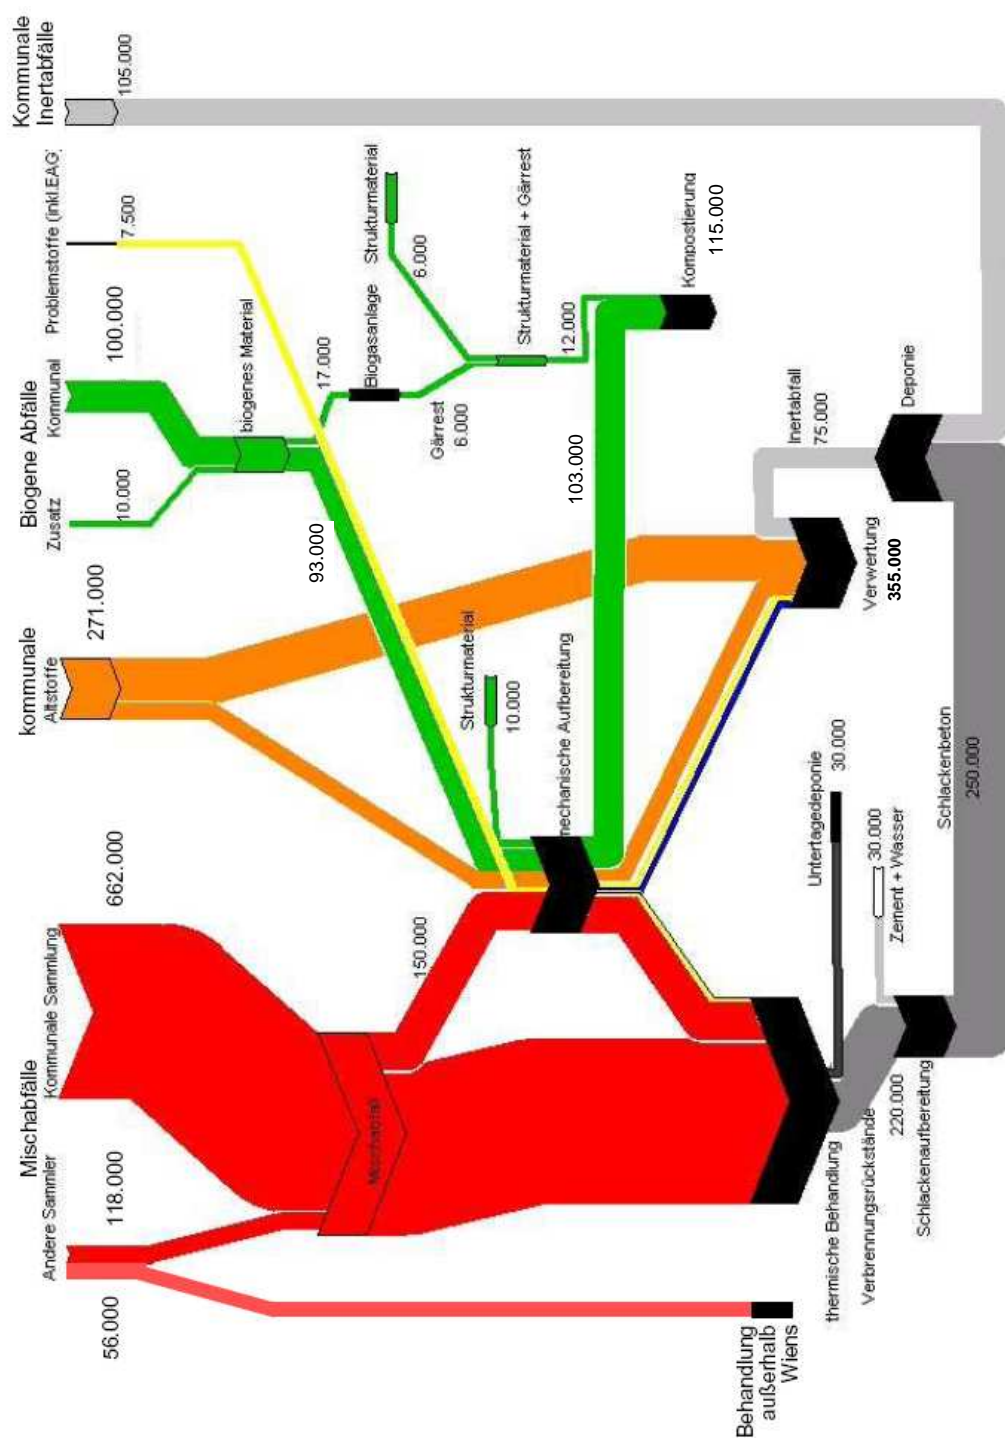 Mischabfälle
Andere Sammler
Kommunale Sammlung
56.000
118.000
662.000
kommunale
Altstoffe
271.000
Biogene Abfälle
Zusatz
Kommunal
10.000
100.000
Problemstoffe (inkl.EAG)
7.500
Kommunale
Inertabfälle
105.000
biogenes Material
Mischabfall
150.000
93.000
17.000
Biogasanlage
Strukturmaterial
6.000
Gärrest
6.000
Strukturmaterial + Gärrest
12.000
Strukturmaterial
10.000
mechanische Aufbereitung
103.000
Kompostierung
115.000
Behandlung
außerhalb
Wiens
thermische Behandlung
Untertagedeponie
30.000
Verwertung
355.000
Inertabfall
75.000
Deponie
Verbrennungsrückstände
220.000
Zement + Wasser
30.000
Schlackenaufbereitung
Schlackenbeton
250.000